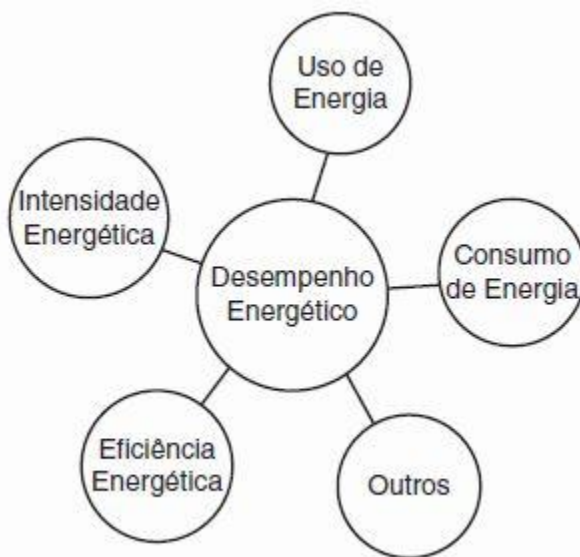 Uso de
Energia
Intensidade
Energética
Consumo
de Energia
Desempenho
Energético
Eficiência
Energética
Outros